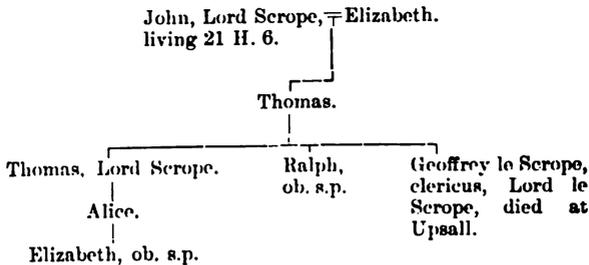 John, Lord Scrope, Elizabeth.
living 21 H. 6.
Thomas.
Thomas, Lord Scrope.
Ralph,
ob. s.p.
Geoffrey le Scrope,
clericus, Lord le
Scrope, died at
Upsall.
Alice.
Elizabeth, ob. s.p.